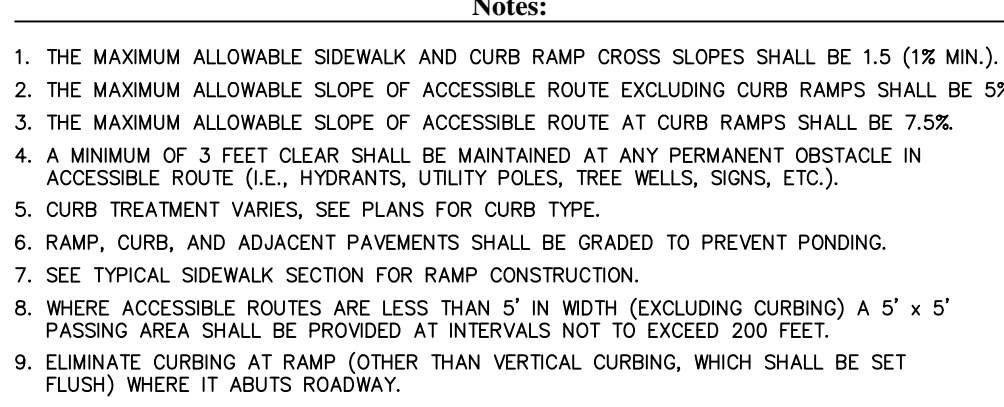 Notes:
1. THE MAXIMUM ALLOWABLE SIDEWALK AND CURB RAMP CROSS SLOPES SHALL BE 1.5 (1% MIN.).
2. THE MAXIMUM ALLOWABLE SLOPE OF ACCESSIBLE ROUTE EXCLUDING CURB RAMPS SHALL BE 5%
3. THE MAXIMUM ALLOWABLE SLOPE OF ACCESSIBLE ROUTE AT CURB RAMPS SHALL BE 7.5%.
4. A MINIMUM OF 3 FEET CLEAR SHALL BE MAINTAINED AT ANY PERMANENT OBSTACLE IN
ACCESSIBLE ROUTE (I.E., HYDRANTS, UTILITY POLES, TREE WELLS, SIGNS, ETC.).
5. CURB TREATMENT VARIES, SEE PLANS FOR CURB TYPE.
6. RAMP, CURB, AND ADJACENT PAVEMENTS SHALL BE GRADED TO PREVENT PONDING.
7. SEE TYPICAL SIDEWALK SECTION FOR RAMP CONSTRUCTION.
8. WHERE ACCESSIBLE ROUTES ARE LESS THAN 5' IN WIDTH (EXCLUDING CURBING) A 5' x 5'
PASSING AREA SHALL BE PROVIDED AT INTERVALS NOT TO EXCEED 200 FEET.
9. ELIMINATE CURBING AT RAMP (OTHER THAN VERTICAL CURBING, WHICH SHALL BE SET
FLUSH) WHERE IT ABUTS ROADWAY.